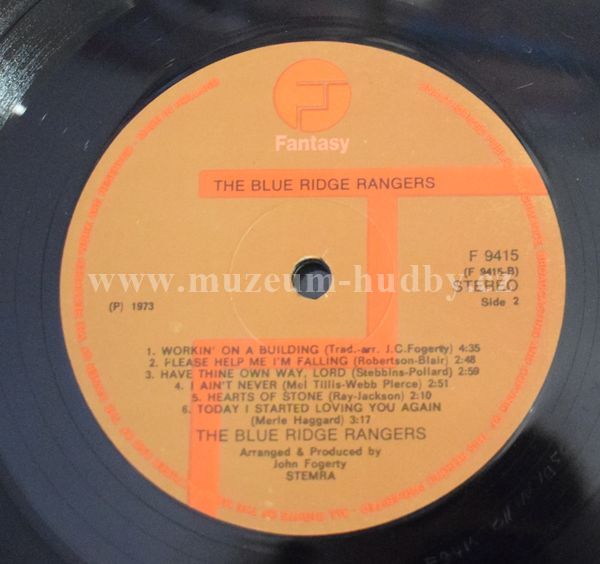 Fantasy
THE BLUE RIDGE RANGERS
F 9415
(F 9415-B)
STEREO
Side 2
www.muzeum-hudby.cz
(P) 1973
1. WORKIN' ON A BUILDING (Trad.-arr. J.C.Fogerty) 4:35
2. PLEASE HELP ME I'M FALLING (Robertson-Blair) 2:48
3. HAVE THINE OWN WAY, LORD (Stebbins-Pollard) 2:59
4. I AIN'T NEVER (Mel Tillis-Webb Pierce) 2:51
5. HEARTS OF STONE (Ray-Jackson) 2:10
6. TODAY I STARTED LOVING YOU AGAIN
(Merle Haggard) 3:17
THE BLUE RIDGE RANGERS
Arranged & Produced by
John Fogerty
STEMRA